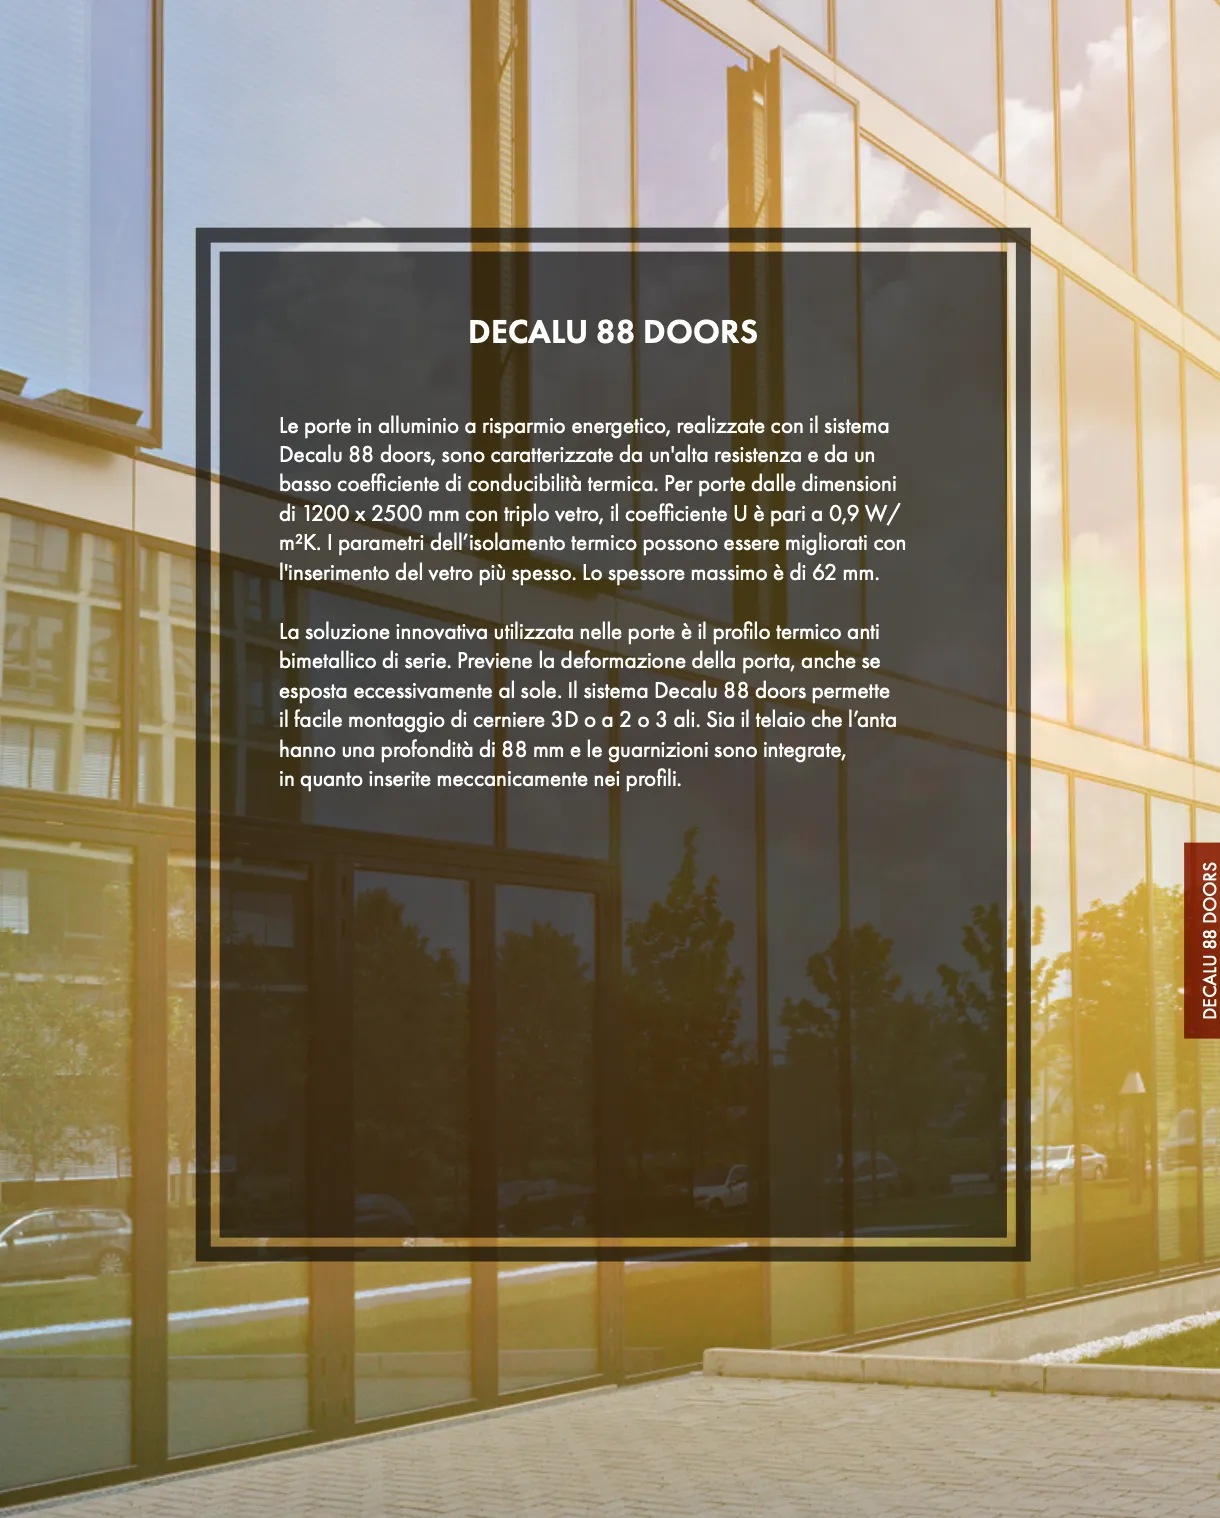 DECALU 88 DOORS
Le porte in alluminio a risparmio energetico, realizzate con il sistema
Decalu 88 doors, sono caratterizzate da un'alta resistenza e da un
basso coefficiente di conducibilità termica. Per porte dalle dimensioni
di 1200 x 2500 mm con triplo vetro, il coefficiente U è pari a 0,9 W/
m²K. I parametri dell’isolamento termico possono essere migliorati con
l'inserimento del vetro più spesso. Lo spessore massimo è di 62 mm.
La soluzione innovativa utilizzata nelle porte è il profilo termico anti
bimetallico di serie. Previene la deformazione della porta, anche se
esposta eccessivamente al sole. Il sistema Decalu 88 doors permette
il facile montaggio di cerniere 3D o a 2 o 3 ali. Sia il telaio che l’anta
hanno una profondità di 88 mm e le guarnizioni sono integrate,
in quanto inserite meccanicamente nei profili.
DECALU 88 DOORS